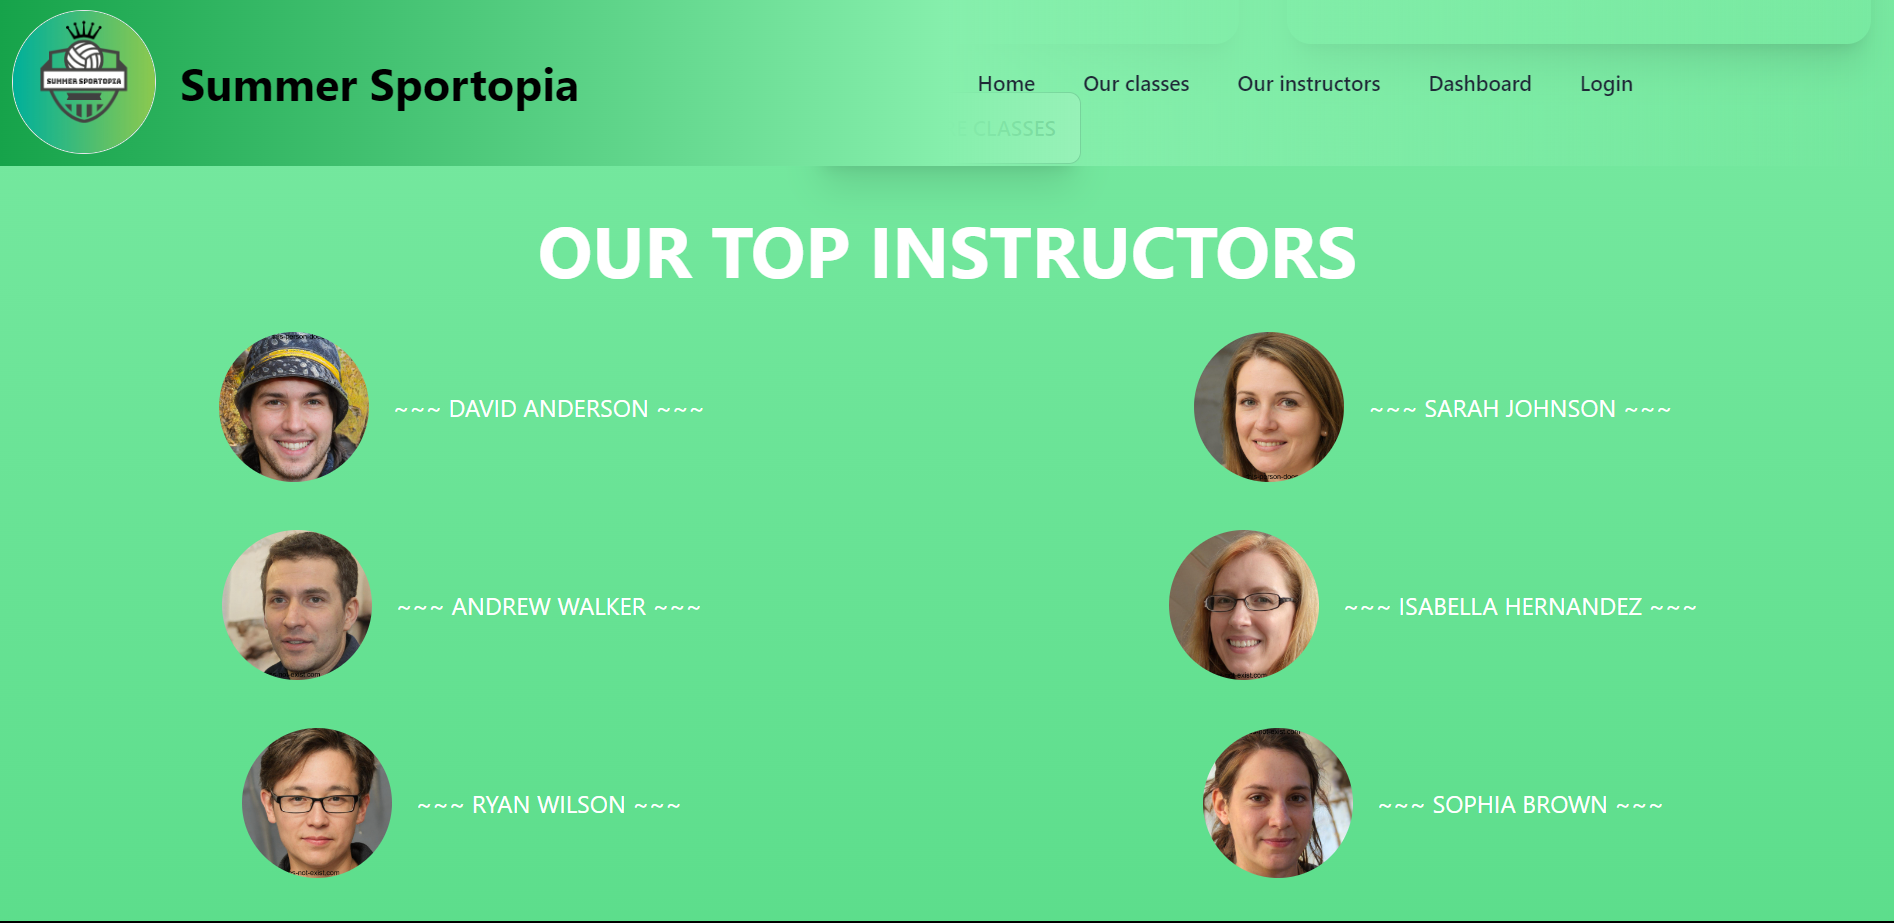 SUMMER SPORTOPIA
Summer Sportopia
Home Our classes Our instructors Dashboard Login
CLASSES
OUR TOP INSTRUCTORS
~~~ DAVID ANDERSON ~~~
~~~ SARAH JOHNSON ~~~
~~~ ANDREW WALKER ~~~
~~~ ISABELLA HERNANDEZ ~~~
~~~ RYAN WILSON ~~~
~~~ SOPHIA BROWN ~~~